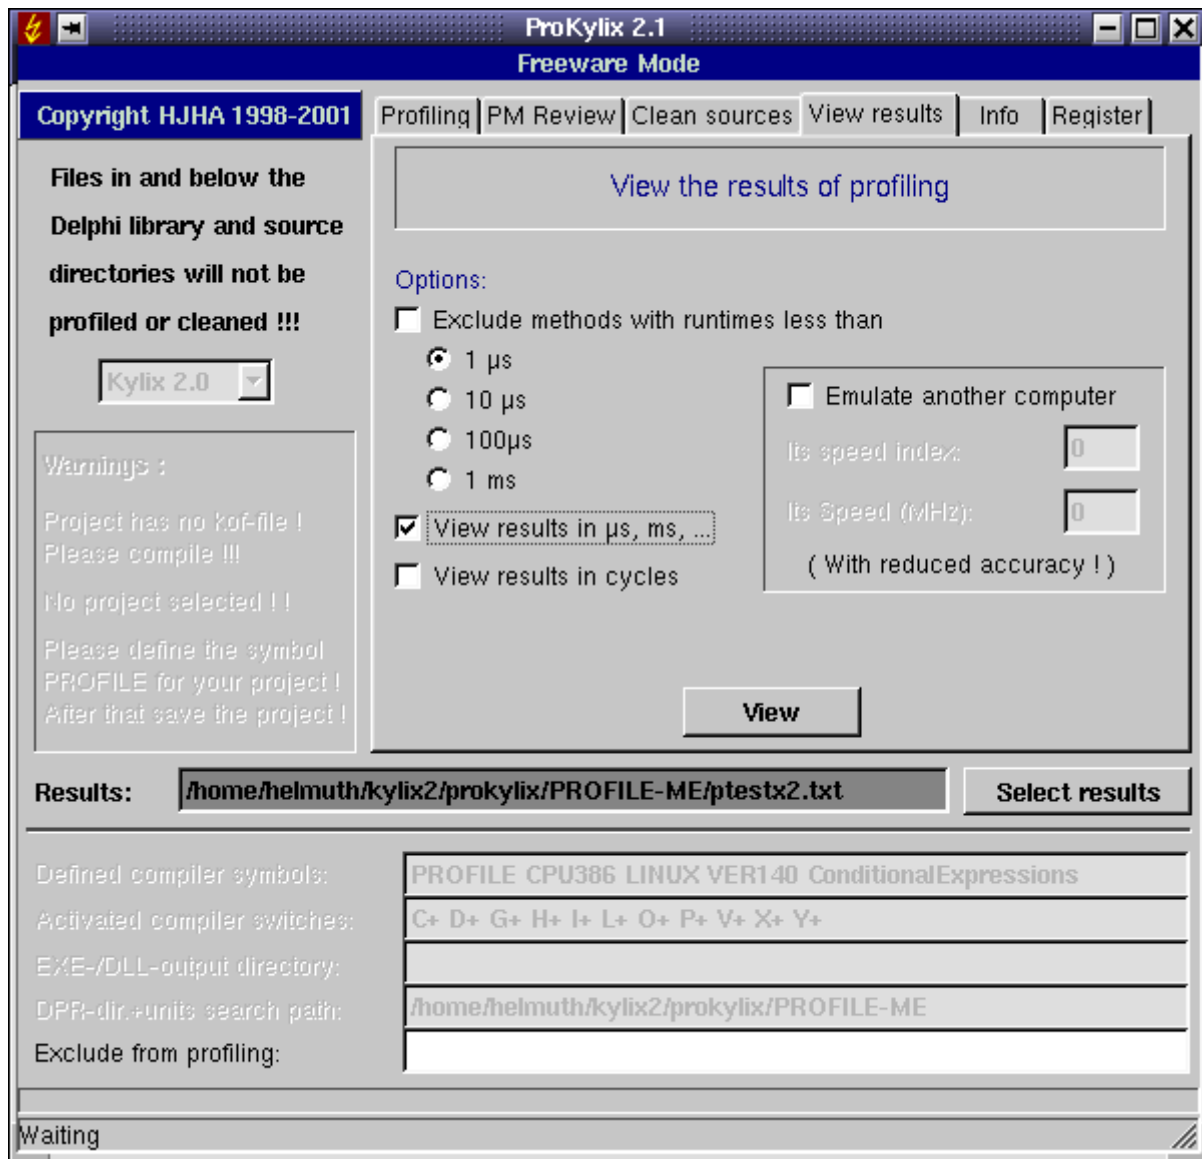 ProKylix 2.1
Freeware Mode
Copyright HJHA 1998-2001
Profiling PM Review Clean sources View results Info Register
Files in and below the
Delphi library and source
directories will not be
profiled or cleaned !!!
Kylix 2.0
Warnings :
Project has no kof-file !
Please compile !!!
No project selected ! !
Please define the symbol
PROFILE for your project !
After that save the project !
View the results of profiling
Options:
Exclude methods with runtimes less than
1 µs
10 µs
100µs
1 ms
View results in µs, ms, ...
View results in cycles
Emulate another computer
Its speed index: 0
Its Speed (MHz): 0
( With reduced accuracy ! )
View
Results: /home/helmuth/kylix2/prokylix/PROFILE-ME/ptestx2.txt Select results
Defined compiler symbols: PROFILE CPU386 LINUX VER140 ConditionalExpressions
Activated compiler switches: C+ D+ G+ H+ I+ L+ O+ P+ V+ X+ Y+
EXE-/DLL-output directory:
DPR-dir.+units search path: /home/helmuth/kylix2/prokylix/PROFILE-ME
Exclude from profiling:
Waiting